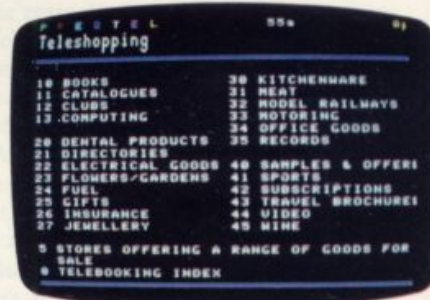 PRESTEL 55a 0p
Teleshopping
10 BOOKS 30 KITCHENWARE
11 CATALOGUES 31 MEAT
12 CLUBS 32 MODEL RAILWAYS
13 COMPUTING 33 MOTORING
34 OFFICE GOODS
20 DENTAL PRODUCTS 35 RECORDS
21 DIRECTORIES
22 ELECTRICAL GOODS 40 SAMPLES & OFFERS
23 FLOWERS/GARDENS 41 SPORTS
24 FUEL 42 SUBSCRIPTIONS
25 GIFTS 43 TRAVEL BROCHURES
26 INSURANCE 44 VIDEO
27 JEWELLERY 45 WINE
5 STORES OFFERING A RANGE OF GOODS FOR
SALE
0 TELEBOOKING INDEX